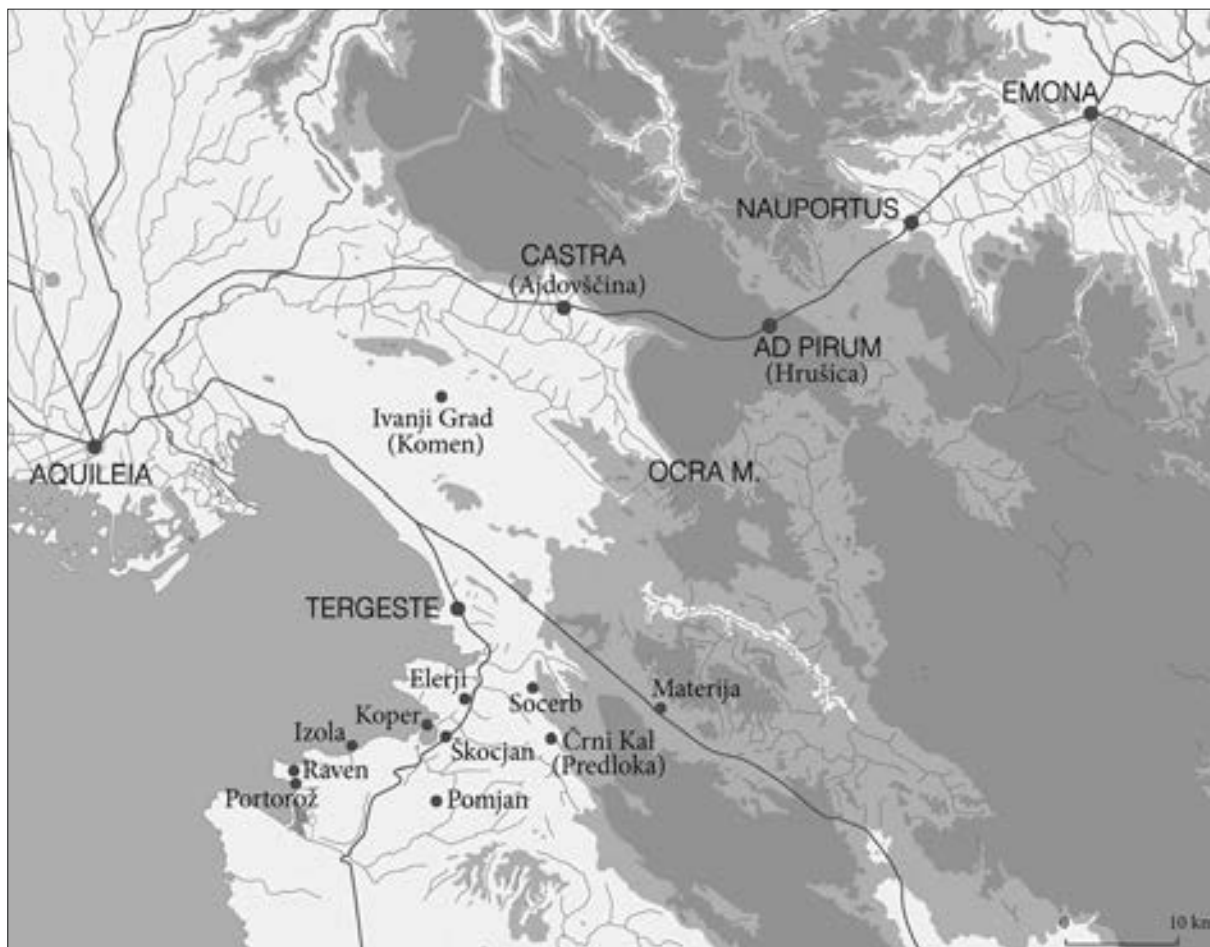 EMONA
NAUPORTUS
CASTRA
(Ajdovščina)
AD PIRUM
(Hrušica)
Ivanji Grad
(Komen)
AQUILEIA
OCRA M.
TERGESTE
Elerji
Socerb
Materija
Koper
Izola
Škocjan
Črni Kal
(Predloka)
Raven
Portorož
Pomjan
0 10 km